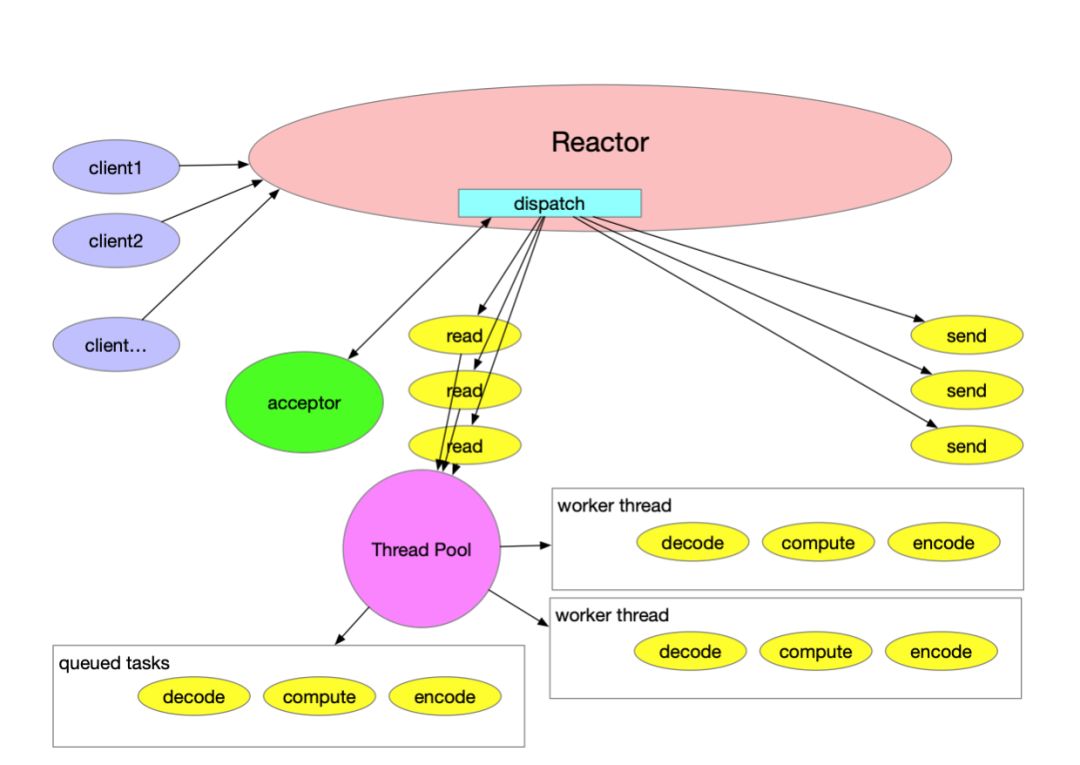 Reactor
client1
dispatch
client2
client...
read
send
read
send
acceptor
read
send
worker thread
decode compute encode
Thread Pool
worker thread
decode compute encode
queued tasks
decode compute encode